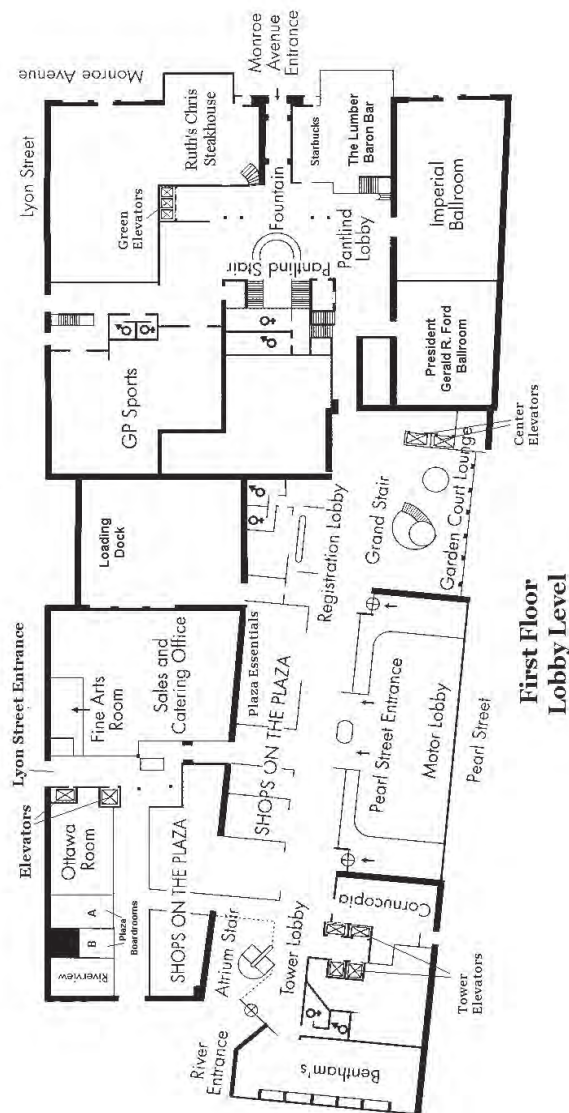 Lyon Street Entrance
Elevators
Ottawa
Room
A
B
Plaza
Boardrooms
Riverview
Fine Arts
Room
Sales and
Catering Office
SHOPS ON THE PLAZA
Atrium Stair
River
Entrance
Tower Lobby
Bentham's
Cornucopia
Tower
Elevators
Loading
Dock
Plaza Essentials
SHOPS ON THE PLAZA
Registration Lobby
Pearl Street Entrance
Motor Lobby
Pearl Street
Grand Stair
Garden Court Lounge
Center
Elevators
GP Sports
Lyon Street
Monroe Avenue
Green
Elevators
Ruth's Chris
Steakhouse
Monroe
Avenue
Entrance
Starbucks
The Lumber
Baron Bar
Fountain
Pantlind Stair
Pantlind
Lobby
Imperial
Ballroom
President
Gerald R. Ford
Ballroom
First Floor
Lobby Level